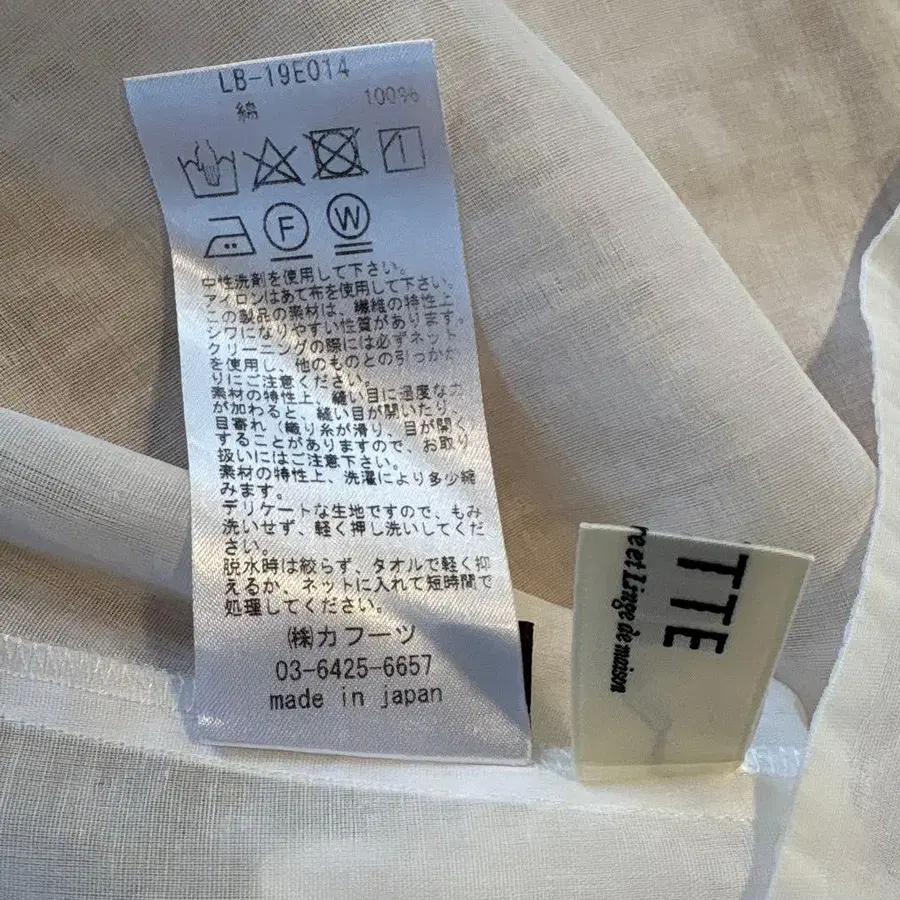 LB-19E014
綿 100%
F W
中性洗剤を使用して下さい。
アイロンはあて布を使用して下さい。
この製品の素材は、繊維の特性上
シワになりやすい性質があります。
クリーニングの際には必ずネット
を使用し、他のものとの引っかか
りにご注意ください。
素材の特性上、縫い目に過度な力
が加わると、縫い目が開いたり、
目寄れ（織り糸が滑り、目が開く
することがありますので、お取り
扱いにはご注意下さい。
素材の特性上、洗濯により多少縮
みます。
デリケートな生地ですので、もみ
洗いせず、軽く押し洗いしてくだ
さい。
脱水時は絞らず、タオルで軽く抑
えるか、ネットに入れて短時間で
処理してください。
㈱カフーツ
03-6425-6657
made in japan
TTE
re et Linge de maison